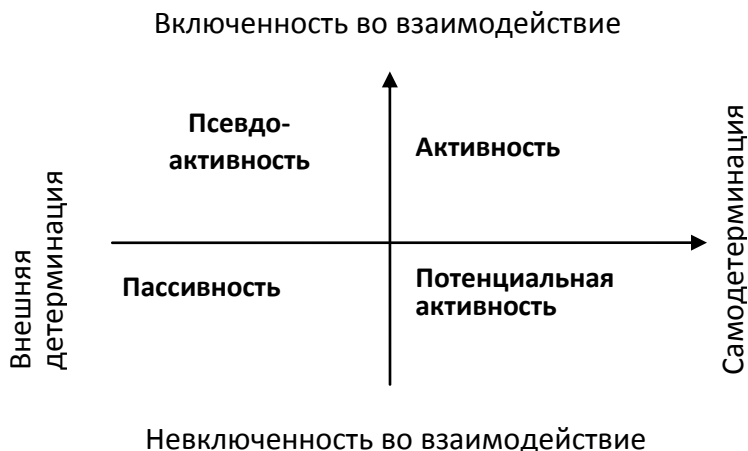 Включенность во взаимодействие
Псевдо-
активность
Активность
Внешняя
детерминация
Самодетерминация
Пассивность
Потенциальная
активность
Невключенность во взаимодействие